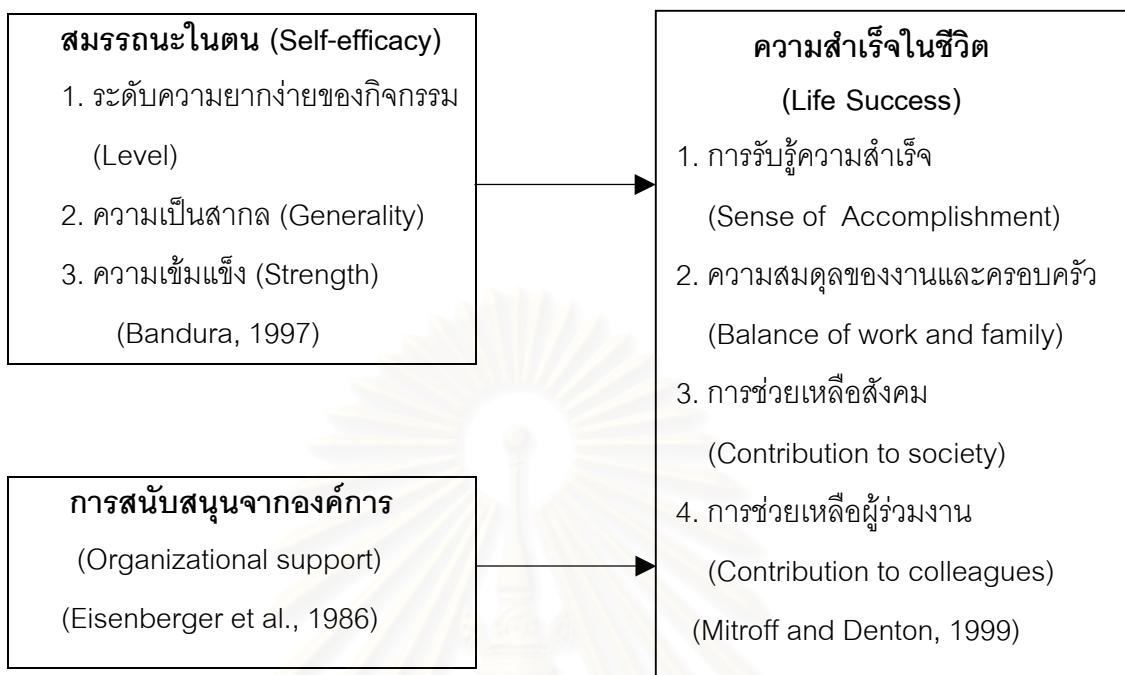 สมรรถนะในตน (Self-efficacy)
1. ระดับความยากง่ายของกิจกรรม
(Level)
2. ความเป็นสากล (Generality)
3. ความเข้มแข็ง (Strength)
(Bandura, 1997)
การสนับสนุนจากองค์การ
(Organizational support)
(Eisenberger et al., 1986)
ความสำเร็จในชีวิต
(Life Success)
1. การรับรู้ความสำเร็จ
(Sense of Accomplishment)
2. ความสมดุลของงานและครอบครัว
(Balance of work and family)
3. การช่วยเหลือสังคม
(Contribution to society)
4. การช่วยเหลือผู้ร่วมงาน
(Contribution to colleagues)
(Mitroff and Denton, 1999)